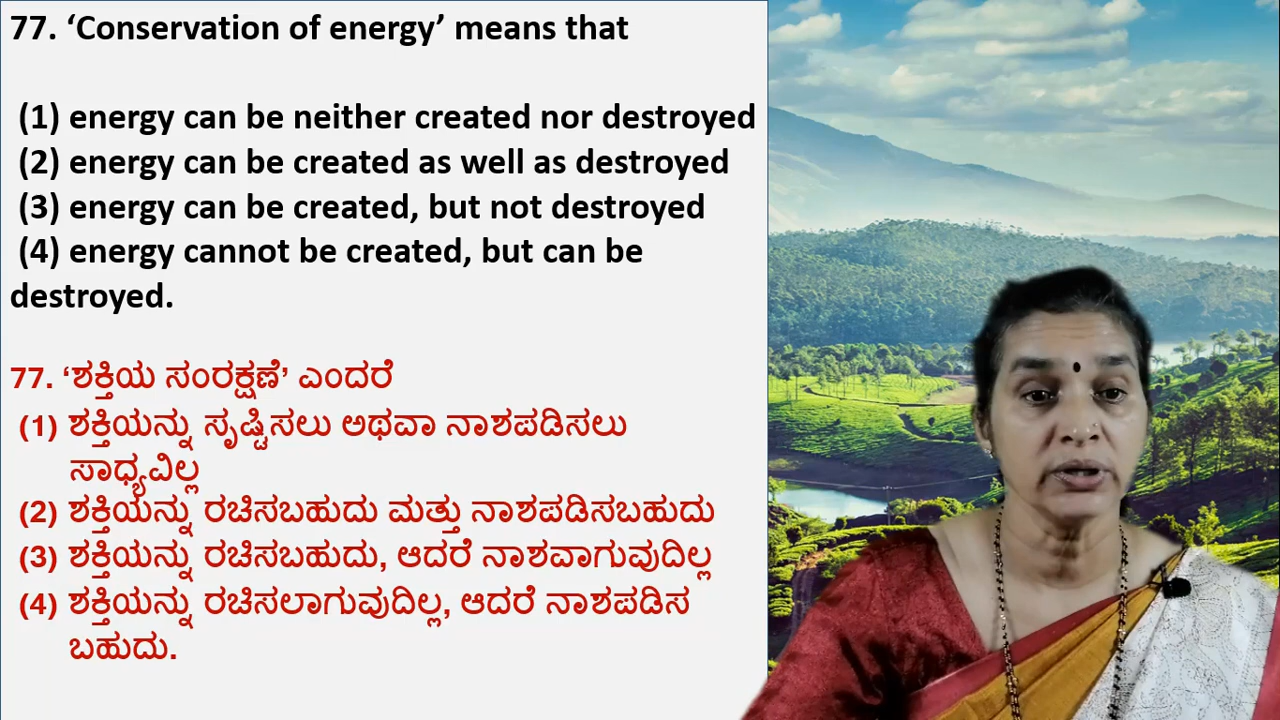 77. ‘Conservation of energy’ means that
(1) energy can be neither created nor destroyed
(2) energy can be created as well as destroyed
(3) energy can be created, but not destroyed
(4) energy cannot be created, but can be
destroyed.
77. ‘ಶಕ್ತಿಯ ಸಂರಕ್ಷಣೆ’ ಎಂದರೆ
(1) ಶಕ್ತಿಯನ್ನು ಸೃಷ್ಟಿಸಲು ಅಥವಾ ನಾಶಪಡಿಸಲು
ಸಾಧ್ಯವಿಲ್ಲ
(2) ಶಕ್ತಿಯನ್ನು ರಚಿಸಬಹುದು ಮತ್ತು ನಾಶಪಡಿಸಬಹುದು
(3) ಶಕ್ತಿಯನ್ನು ರಚಿಸಬಹುದು, ಆದರೆ ನಾಶವಾಗುವುದಿಲ್ಲ
(4) ಶಕ್ತಿಯನ್ನು ರಚಿಸಲಾಗುವುದಿಲ್ಲ, ಆದರೆ ನಾಶಪಡಿಸ
ಬಹುದು.